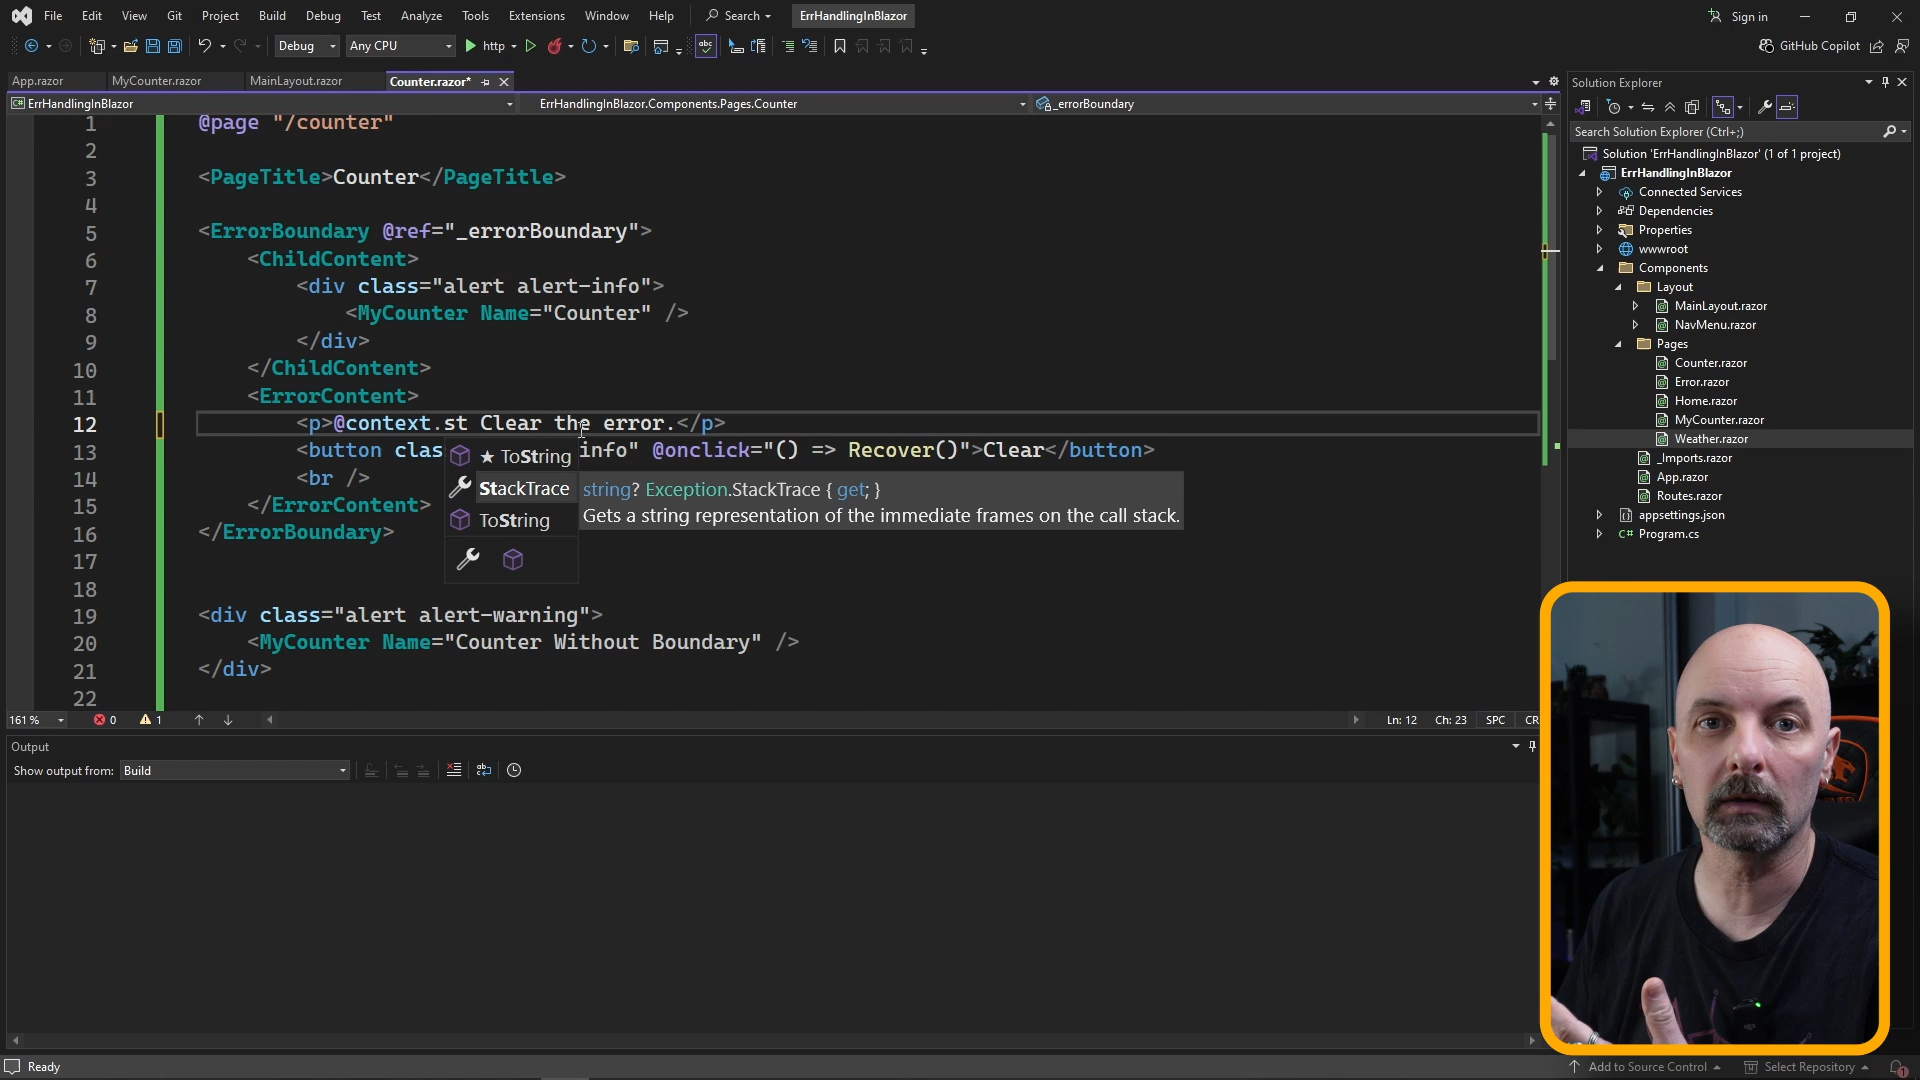 File Edit View Git Project Build Debug Test Analyze Tools Extensions Window Help Search ErrHandlingInBlazor Sign in
Debug Any CPU http GitHub Copilot
App.razor MyCounter.razor MainLayout.razor Counter.razor*
ErrHandlingInBlazor ErrHandlingInBlazor.Components.Pages.Counter _errorBoundary
1 @page "/counter"
2
3 <PageTitle>Counter</PageTitle>
4
5 <ErrorBoundary @ref="_errorBoundary">
6 <ChildContent>
7 <div class="alert alert-info">
8 <MyCounter Name="Counter" />
9 </div>
10 </ChildContent>
11 <ErrorContent>
12 <p>@context.st Clear the error.</p>
13 <button clas info" @onclick="() => Recover()">Clear</button>
14 <br />
15 </ErrorContent>
16 </ErrorBoundary>
17
18
19 <div class="alert alert-warning">
20 <MyCounter Name="Counter Without Boundary" />
21 </div>
22
★ ToString
StackTrace
ToString
string? Exception.StackTrace { get; }
Gets a string representation of the immediate frames on the call stack.
161 % 0 1 Ln: 12 Ch: 23 SPC CR
Output
Show output from: Build
Solution Explorer
Search Solution Explorer (Ctrl+;)
Solution 'ErrHandlingInBlazor' (1 of 1 project)
ErrHandlingInBlazor
Connected Services
Dependencies
Properties
wwwroot
Components
Layout
MainLayout.razor
NavMenu.razor
Pages
Counter.razor
Error.razor
Home.razor
MyCounter.razor
Weather.razor
_Imports.razor
App.razor
Routes.razor
appsettings.json
C# Program.cs
Ready Add to Source Control Select Repository 1